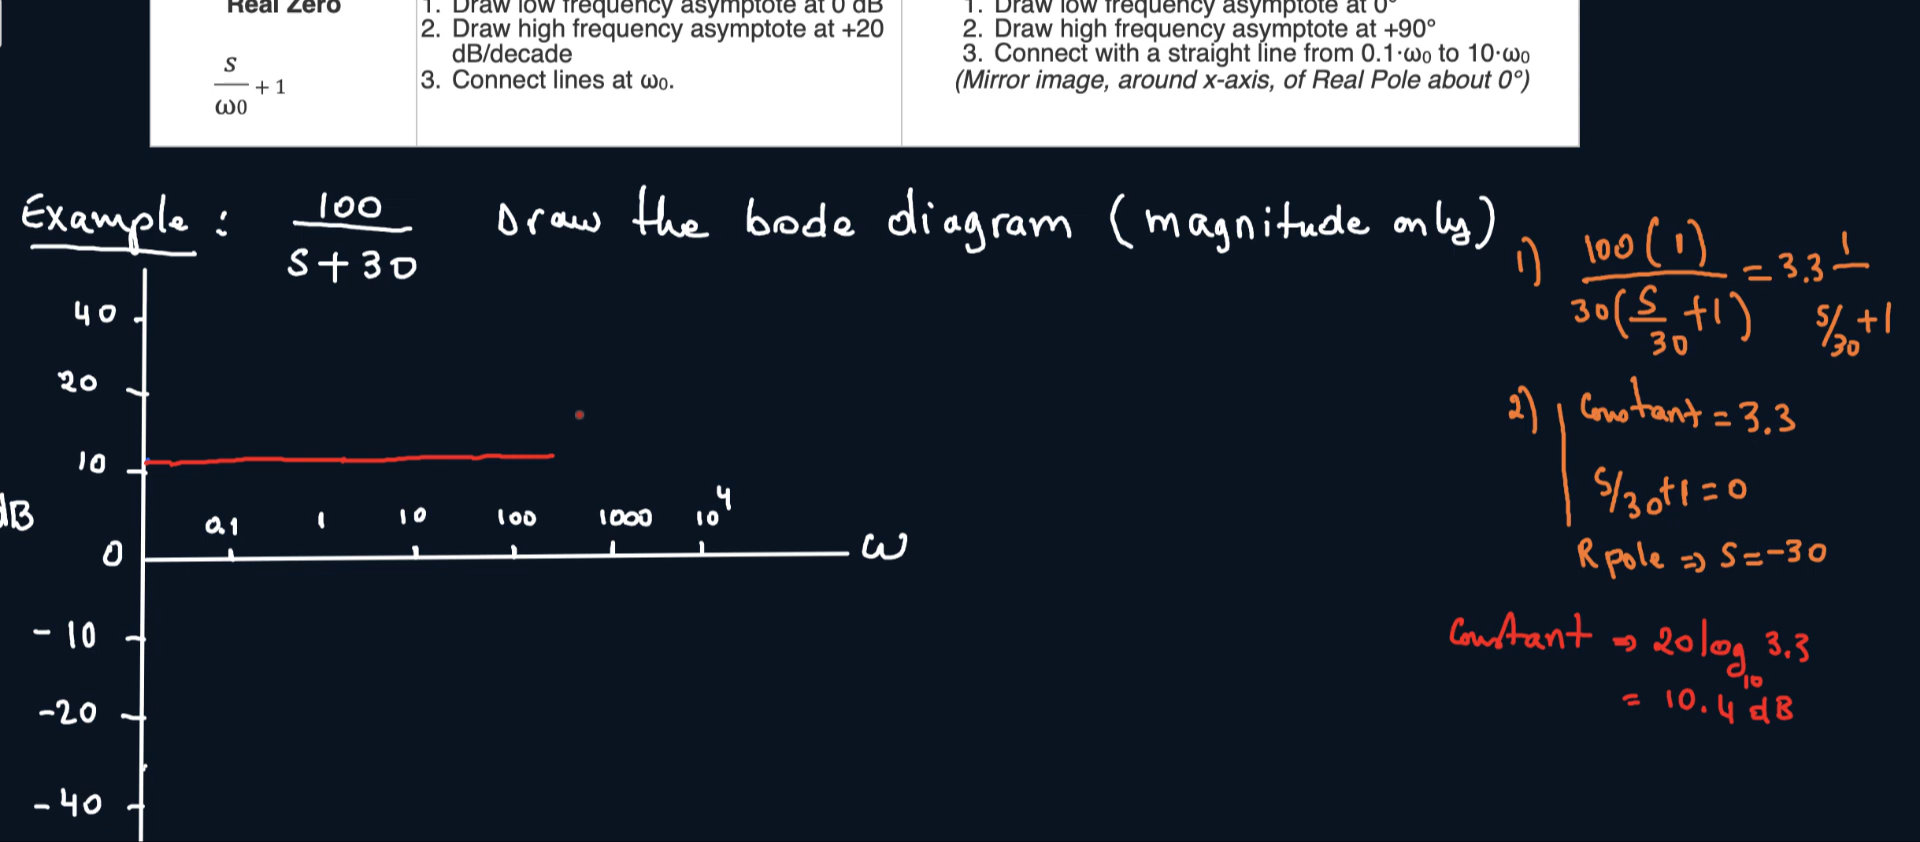 Real Zero
s
ω0
+ 1
1. Draw low frequency asymptote at 0 dB
2. Draw high frequency asymptote at +20
dB/decade
3. Connect lines at ω0.
1. Draw low frequency asymptote at 0°
2. Draw high frequency asymptote at +90°
3. Connect with a straight line from 0.1·ω0 to 10·ω0
(Mirror image, around x-axis, of Real Pole about 0°)
Example : 100 / S+30 Draw the bode diagram (magnitude only)
40
20
10
dB
0
-10
-20
-40
0.1 1 10 100 1000 10^4
ω
1) 100(1) / 30(S/30 +1) = 3.3 1 / S/30+1
2) Constant = 3.3
S/30+1=0
R pole ⇒ S=-30
Constant ⇒ 20log10 3.3
= 10.4 dB